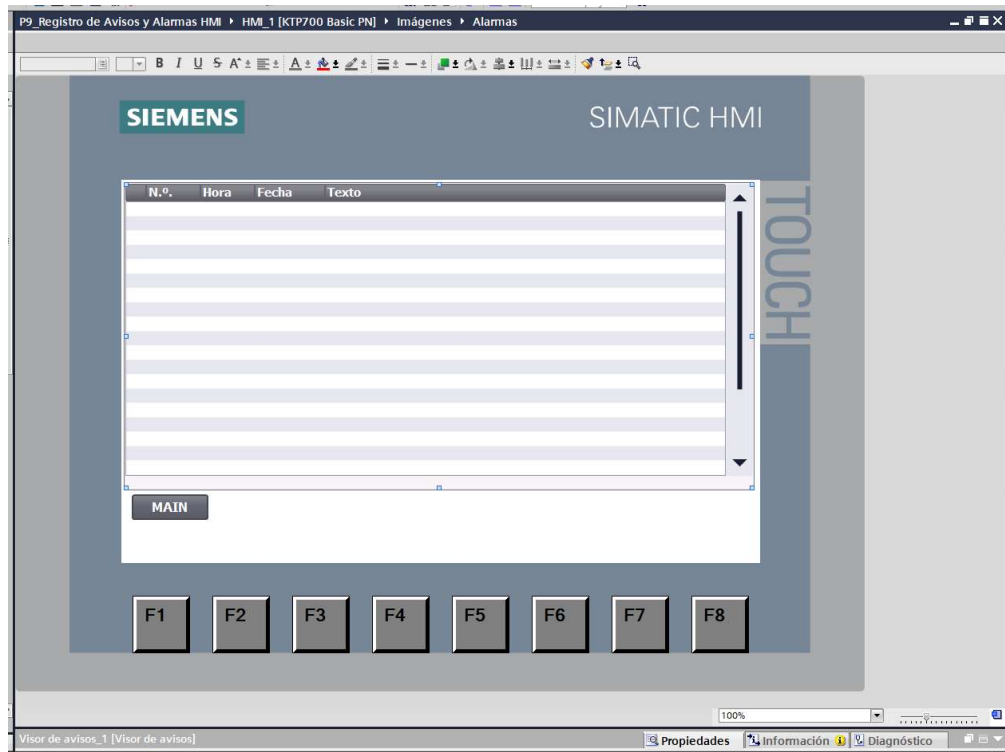 P9_Registro de Avisos y Alarmas HMI ▸ HMI_1 [KTP700 Basic PN] ▸ Imágenes ▸ Alarmas
B I U S A A
SIEMENS
SIMATIC HMI
TOUCH
N.º. Hora Fecha Texto
MAIN
F1 F2 F3 F4 F5 F6 F7 F8
100%
Visor de avisos_1 [Visor de avisos]
Propiedades Información Diagnóstico